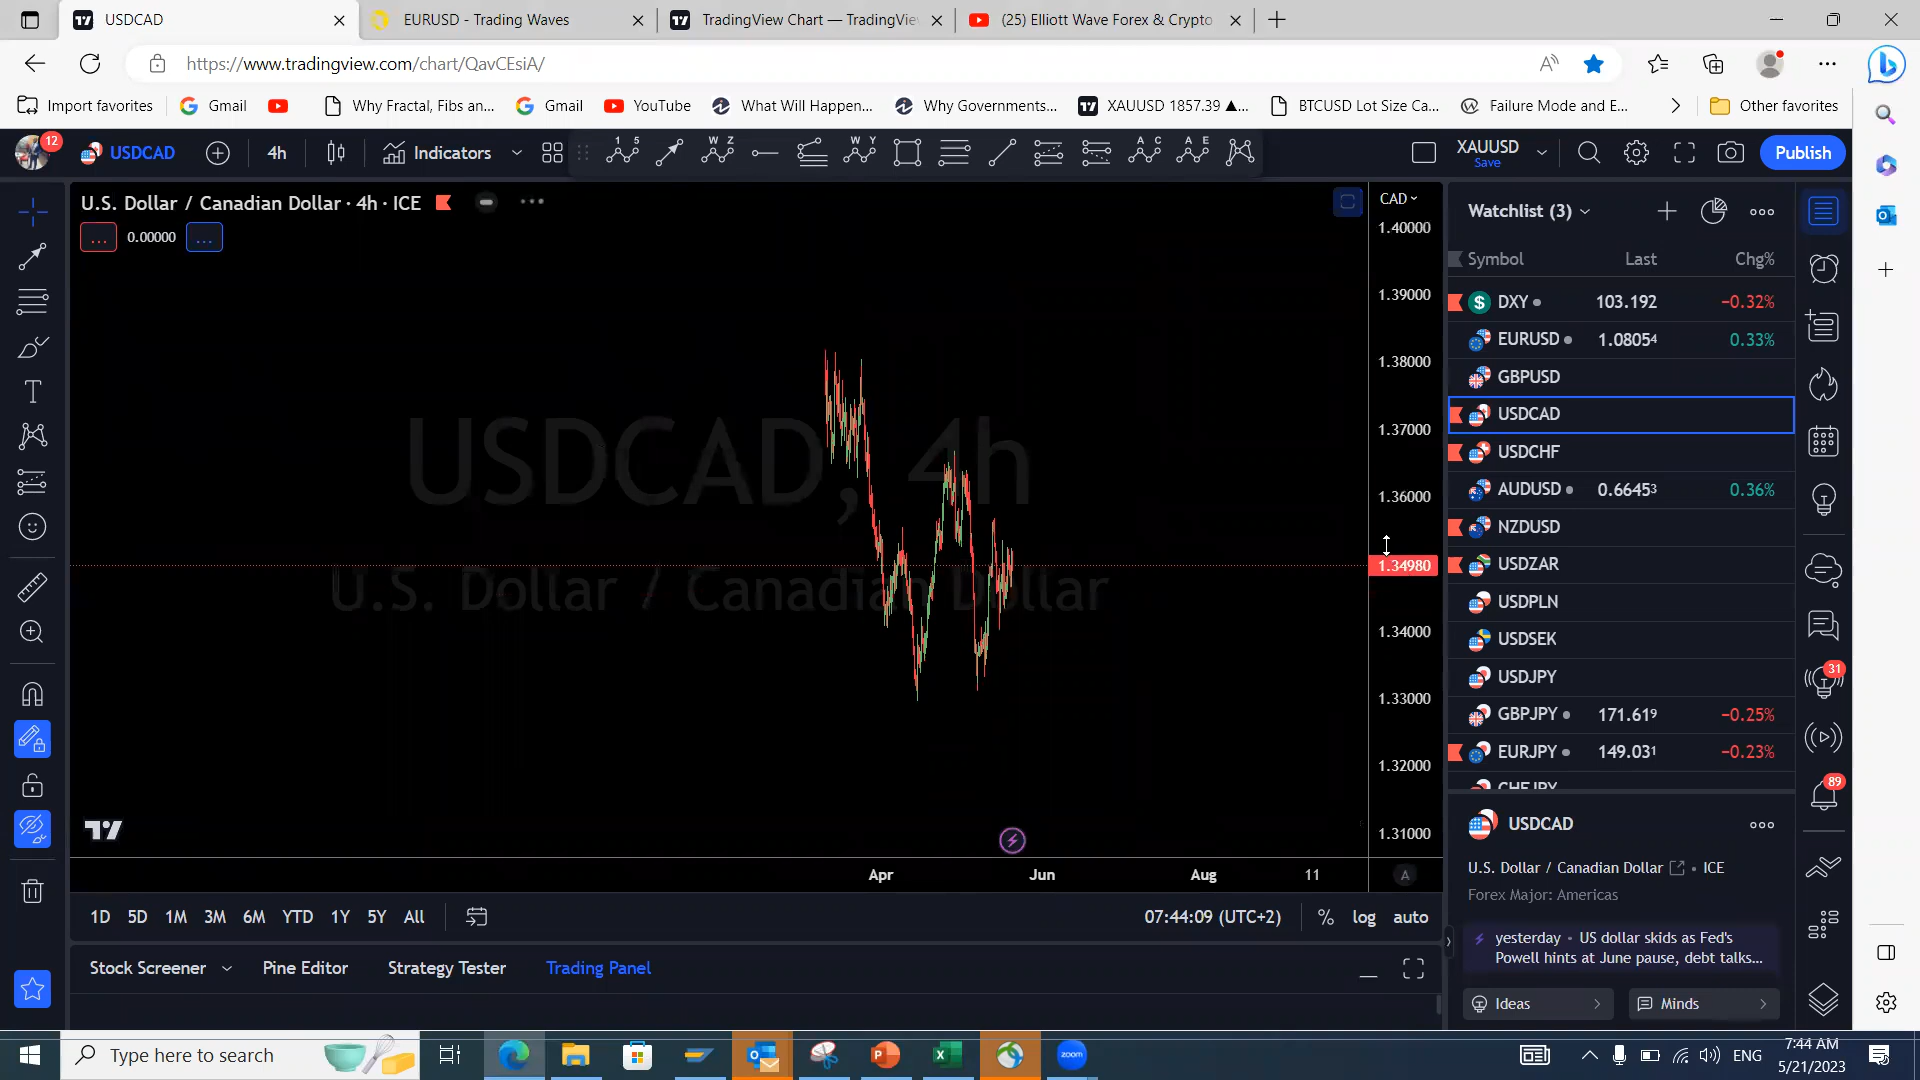 USDCAD
EURUSD - Trading Waves
TradingView Chart — TradingVie
(25) Elliott Wave Forex & Crypto
https://www.tradingview.com/chart/QavCEsiA/
Import favorites
Gmail
Why Fractal, Fibs an...
Gmail
YouTube
What Will Happen...
Why Governments...
XAUUSD 1857.39 ▲...
BTCUSD Lot Size Ca...
Failure Mode and E...
Other favorites
12
USDCAD
4h
Indicators
1 5
W Z
W Y
A C
A E
XAUUSD
Save
Publish
U.S. Dollar / Canadian Dollar · 4h · ICE
...
0.00000
...
USDCAD, 4h
U.S. Dollar / Canadian Dollar
CAD
1.40000
1.39000
1.38000
1.37000
1.36000
1.34980
1.34000
1.33000
1.32000
1.31000
Apr
Jun
Aug
11
A
1D
5D
1M
3M
6M
YTD
1Y
5Y
All
07:44:09 (UTC+2)
%
log
auto
Stock Screener
Pine Editor
Strategy Tester
Trading Panel
Watchlist (3)
Symbol Last Chg%
DXY 103.192 −0.32%
EURUSD 1.08054 0.33%
GBPUSD
USDCAD
USDCHF
AUDUSD 0.66453 0.36%
NZDUSD
USDZAR
USDPLN
USDSEK
USDJPY
GBPJPY 171.619 −0.25%
EURJPY 149.031 −0.23%
CHFJPY
USDCAD
U.S. Dollar / Canadian Dollar • ICE
Forex Major: Americas
yesterday • US dollar skids as Fed's
Powell hints at June pause, debt talks...
Ideas
Minds
31
89
Type here to search
zoom
ENG
7:44 AM
5/21/2023